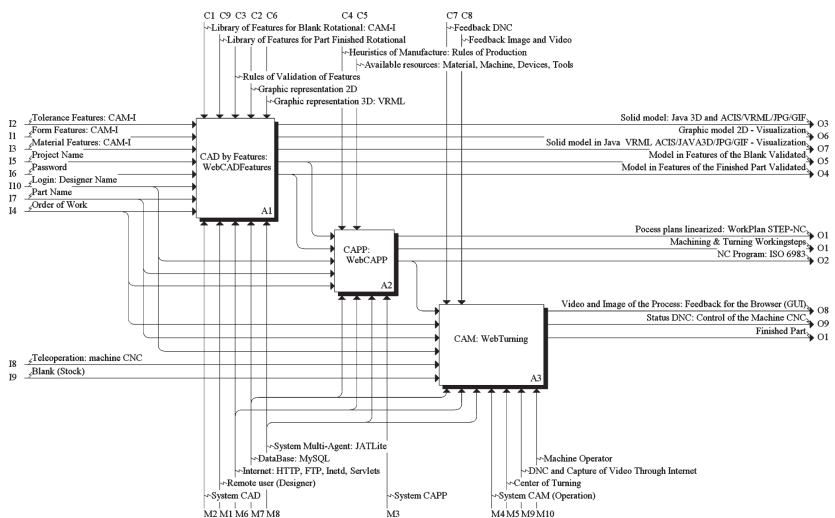 C1 C9 C3 C2 C6
C4 C5
C7 C8
Library of Features for Blank Rotational: CAM-I
Library of Features for Part Finished Rotational
Feedback DNC
Feedback Image and Video
Heuristics of Manufacture: Rules of Production
Available resources: Material, Machine, Devices, Tools
Rules of Validation of Features
Graphic representation 2D
Graphic representation 3D: VRML
I2 Tolerance Features: CAM-I
I1 Form Features: CAM-I
I3 Material Features: CAM-I
I5 Project Name
I6 Password
I10 Login: Designer Name
I7 Part Name
I4 Order of Work
CAD by Features:
WebCADFeatures
A1
Solid model: Java 3D and ACIS/VRML/JPG/GIF O3
Graphic model 2D - Visualization O6
Solid model in Java VRML ACIS/JAVA3D/JPG/GIF - Visualization O7
Model in Features of the Blank Validated O5
Model in Features of the Finished Part Validated O4
CAPP:
WebCAPP
A2
Pocess plans linearized: WorkPlan STEP-NC O1
Machining & Turning Workingsteps O1
NC Program: ISO 6983 O2
CAM: WebTurning
A3
Video and Image of the Process: Feedback for the Browser (GUI) O8
Status DNC: Control of the Machine CNC O9
Finished Part O1
I8 Teleoperation: machine CNC
I9 Blank (Stock)
System Multi-Agent: JATLite
DataBase: MySQL
Internet: HTTP, FTP, Inetd, Servlets
Remote user (Designer)
System CAD
System CAPP
Machine Operator
DNC and Capture of Video Through Internet
Center of Turning
System CAM (Operation)
M2 M1 M6 M7 M8
M3
M4 M5 M9 M10